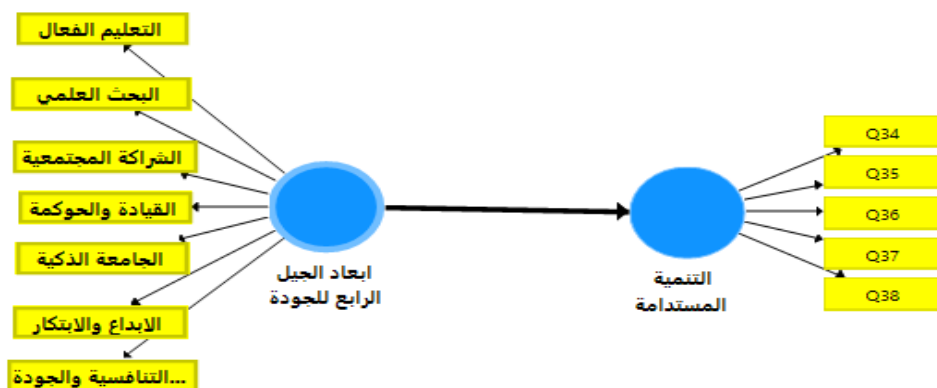 التعليم الفعال
البحث العلمي
الشراكة المجتمعية
القيادة والحوكمة
الجامعة الذكية
الابداع والابتكار
التنافسية والجودة...
ابعاد الجيل
الرابع للجودة
التنمية
المستدامة
Q34
Q35
Q36
Q37
Q38